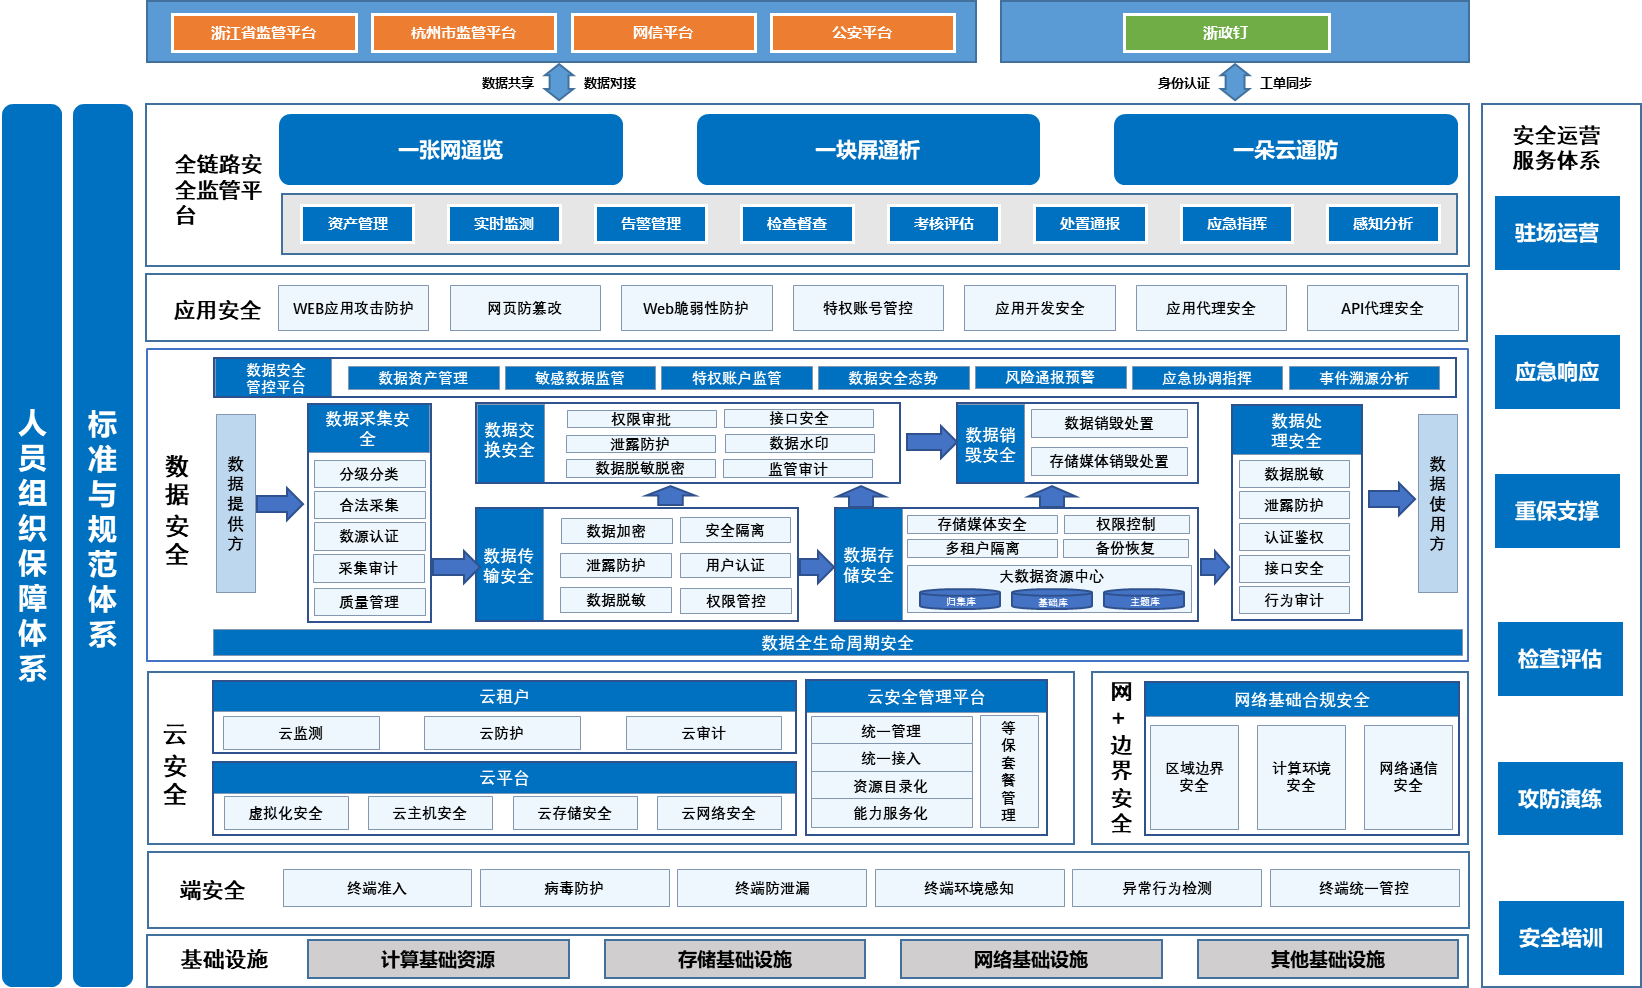 浙江省监管平台
杭州市监管平台
网信平台
公安平台
浙政钉
数据共享
数据对接
身份认证
工单同步
人员组织保障体系
标准与规范体系
全链路安
全监管平
台
一张网通览
一块屏通析
一朵云通防
资产管理
实时监测
告警管理
检查督查
考核评估
处置通报
应急指挥
感知分析
应用安全
WEB应用攻击防护
网页防篡改
Web脆弱性防护
特权账号管控
应用开发安全
应用代理安全
API代理安全
数据安全
数据安全
管控平台
数据资产管理
敏感数据监管
特权账户监管
数据安全态势
风险通报预警
应急协调指挥
事件溯源分析
数据提供方
数据采集安
全
分级分类
合法采集
数源认证
采集审计
质量管理
数据交
换安全
权限审批
接口安全
泄露防护
数据水印
数据脱敏脱密
监管审计
数据销
毁安全
数据销毁处置
存储媒体销毁处置
数据传
输安全
数据加密
安全隔离
泄露防护
用户认证
数据脱敏
权限管控
数据存
储安全
存储媒体安全
权限控制
多租户隔离
备份恢复
大数据资源中心
归集库
基础库
主题库
数据处
理安全
数据脱敏
泄露防护
认证鉴权
接口安全
行为审计
数据使用方
数据全生命周期安全
云安全
云租户
云监测
云防护
云审计
云平台
虚拟化安全
云主机安全
云存储安全
云网络安全
云安全管理平台
统一管理
统一接入
资源目录化
能力服务化
等保套餐管理
网+边界安全
网络基础合规安全
区域边界
安全
计算环境
安全
网络通信
安全
端安全
终端准入
病毒防护
终端防泄漏
终端环境感知
异常行为检测
终端统一管控
基础设施
计算基础资源
存储基础设施
网络基础设施
其他基础设施
安全运营
服务体系
驻场运营
应急响应
重保支撑
检查评估
攻防演练
安全培训